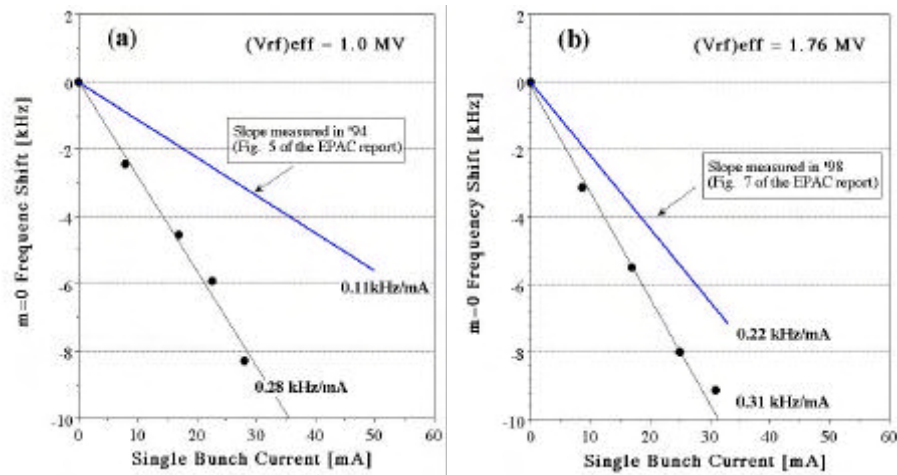 (a)
(Vrf)eff - 1.0 MV
m=0 Frequenc Shift [kHz]
2
0
-2
-4
-6
-8
-10
Slope measured in '94
(Fig. 5 of the EPAC report)
0.11kHz/mA
0.28 kHz/mA
0 10 20 30 40 50 60
Single Bunch Current [mA]
(b)
(Vrf)eff = 1.76 MV
m=0 Frequency Shift [kHz]
2
0
-2
-4
-6
-8
-10
Slope measured in '98
(Fig. 7 of the EPAC report)
0.22 kHz/mA
0.31 kHz/mA
0 10 20 30 40 50 60
Single Bunch Current [mA]